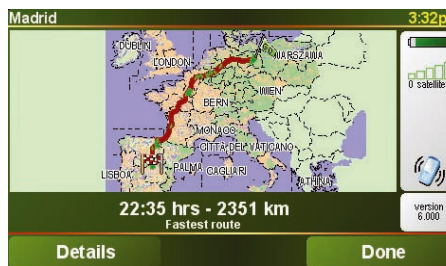 Madrid
3:32p
DUBLIN
LONDON
WARSZAWA
0 satellite
BERN
WIEN
MONACO
CITTÀ DEL VATICANO
LISBOA
PALMA
CAGLIARI
ATHINA
22:35 hrs - 2351 km
Fastest route
version
6.000
Details
Done